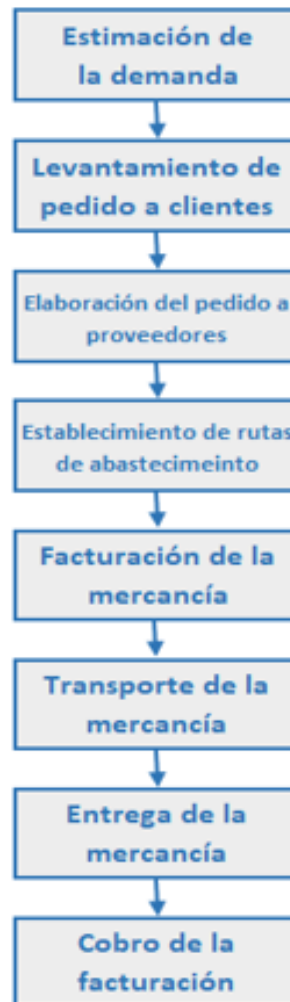 Estimación de
la demanda
Levantamiento de
pedido a clientes
Elaboración del pedido a
proveedores
Establecimiento de rutas
de abastecimeinto
Facturación de la
mercancía
Transporte de la
mercancía
Entrega de la
mercancía
Cobro de la
facturación